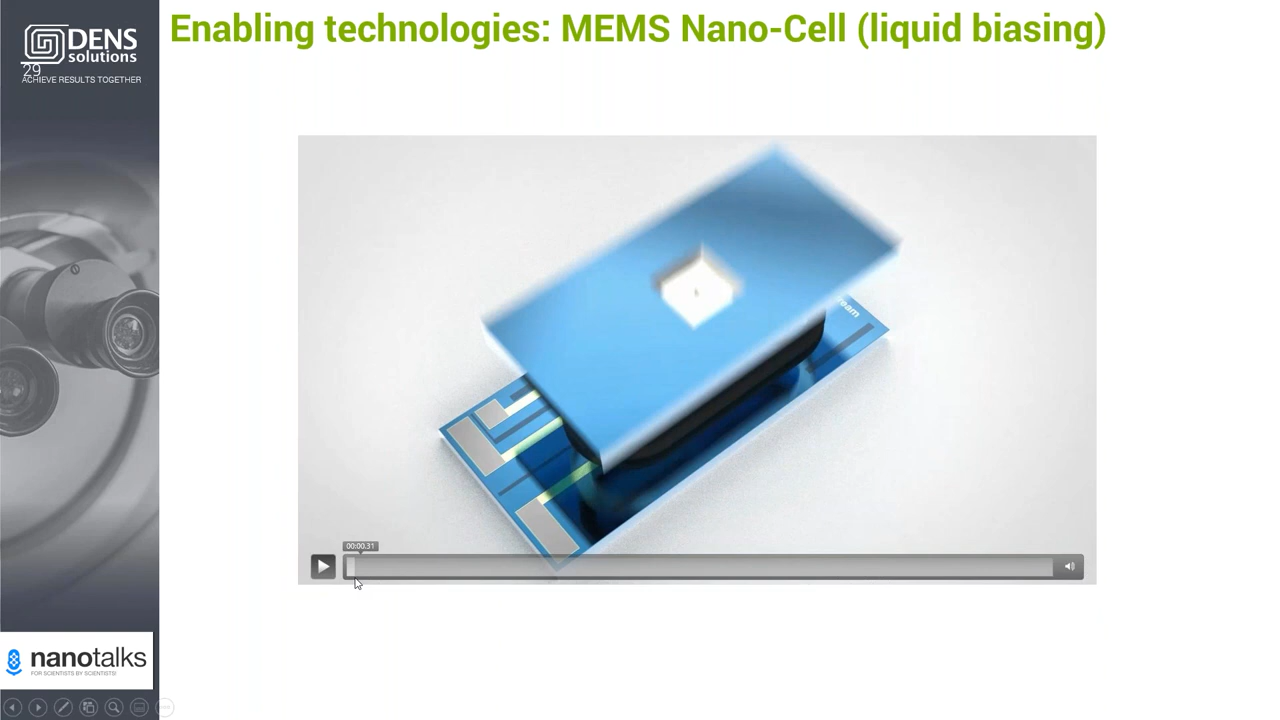 Enabling technologies: MEMS Nano-Cell (liquid biasing)
DENS
solutions
29
ACHIEVE RESULTS TOGETHER
00:00.31
nanotalks
FOR SCIENTISTS BY SCIENTISTS!